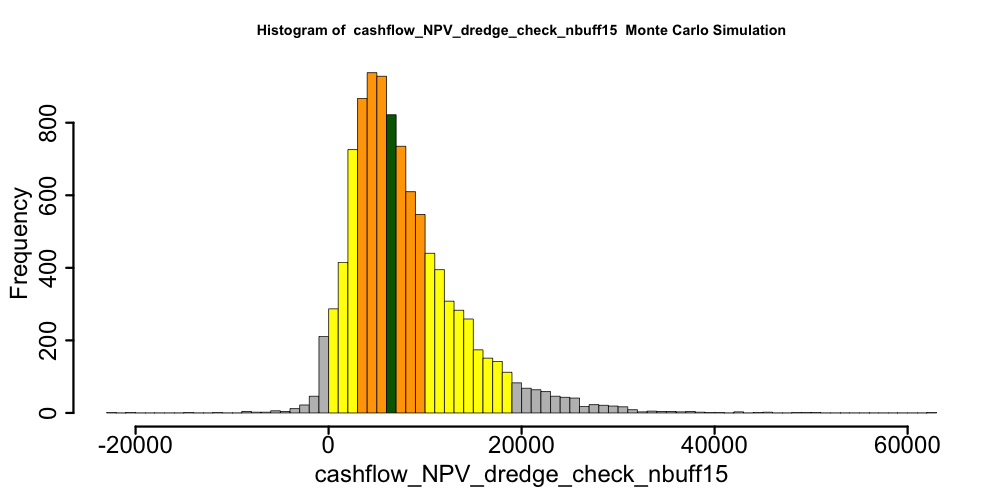 Histogram of  cashflow_NPV_dredge_check_nbuff15  Monte Carlo Simulation
Frequency
800
600
400
200
0
-20000 0 20000 40000 60000
cashflow_NPV_dredge_check_nbuff15